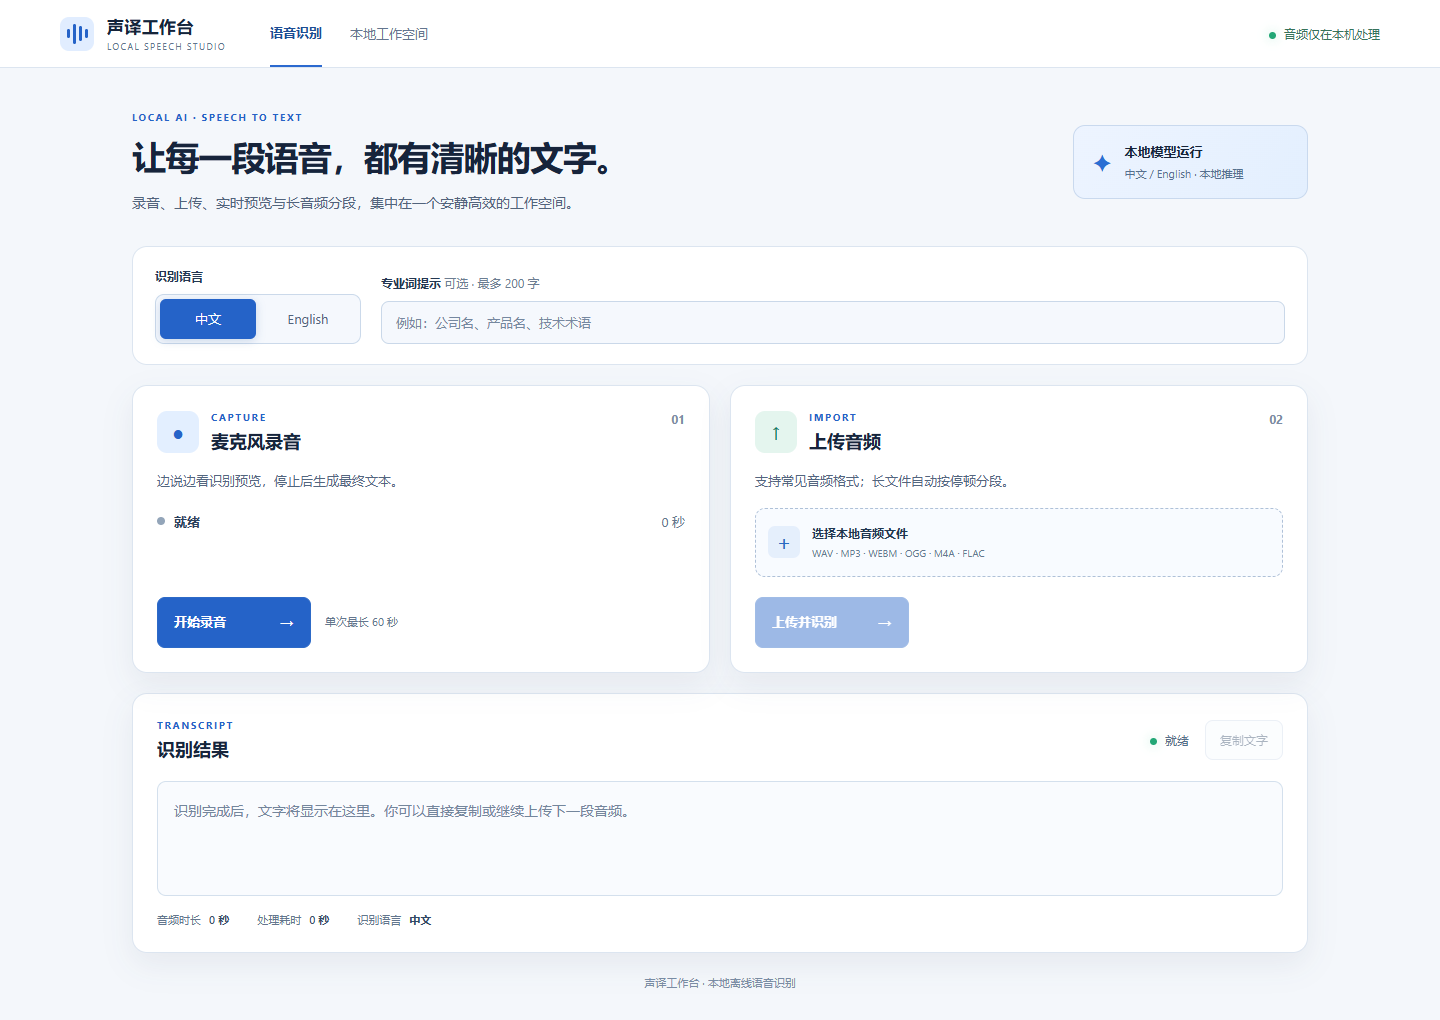 声译工作台
LOCAL SPEECH STUDIO
语音识别
本地工作空间
音频仅在本机处理
LOCAL AI · SPEECH TO TEXT
让每一段语音，都有清晰的文字。
录音、上传、实时预览与长音频分段，集中在一个安静高效的工作空间。
本地模型运行
中文 / English · 本地推理
识别语言
中文
English
专业词提示 可选 · 最多 200 字
例如：公司名、产品名、技术术语
CAPTURE
麦克风录音
01
边说边看识别预览，停止后生成最终文本。
就绪
0 秒
开始录音 →
单次最长 60 秒
IMPORT
上传音频
02
支持常见音频格式；长文件自动按停顿分段。
选择本地音频文件
WAV · MP3 · WEBM · OGG · M4A · FLAC
上传并识别 →
TRANSCRIPT
识别结果
就绪
复制文字
识别完成后，文字将显示在这里。你可以直接复制或继续上传下一段音频。
音频时长 0 秒
处理耗时 0 秒
识别语言 中文
声译工作台 · 本地离线语音识别